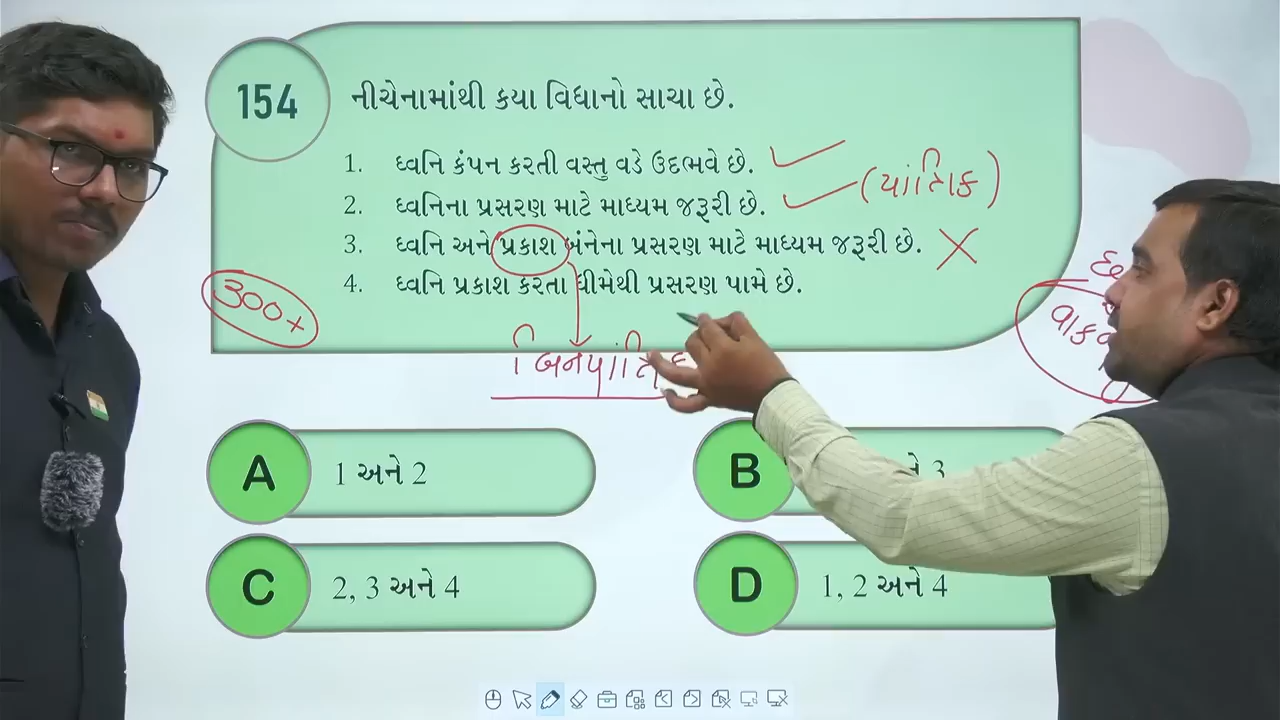 154
નીચેનામાંથી કયા વિધાનો સાચા છે.
1. ધ્વનિ કંપન કરતી વસ્તુ વડે ઉદભવે છે.
2. ધ્વનિના પ્રસરણ માટે માધ્યમ જરૂરી છે.
(યાંત્રિક)
3. ધ્વનિ અને પ્રકાશ બંનેના પ્રસરણ માટે માધ્યમ જરૂરી છે.
4. ધ્વનિ પ્રકાશ કરતા ધીમેથી પ્રસરણ પામે છે.
300+
A 1 અને 2
B 3
C 2, 3 અને 4
D 1, 2 અને 4